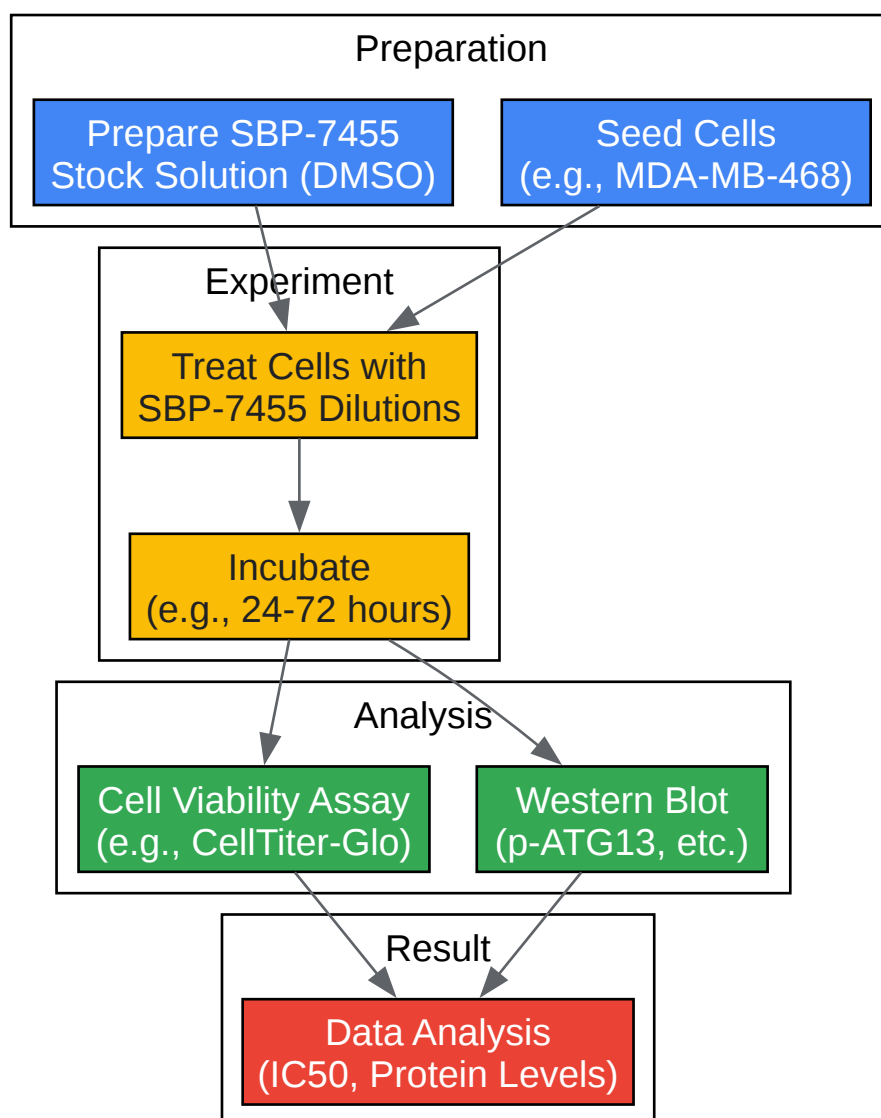 Preparation
Prepare SBP-7455
Stock Solution (DMSO)
Seed Cells
(e.g., MDA-MB-468)
Experiment
Treat Cells with
SBP-7455 Dilutions
Incubate
(e.g., 24-72 hours)
Analysis
Cell Viability Assay
(e.g., CellTiter-Glo)
Western Blot
(p-ATG13, etc.)
Result
Data Analysis
(IC50, Protein Levels)